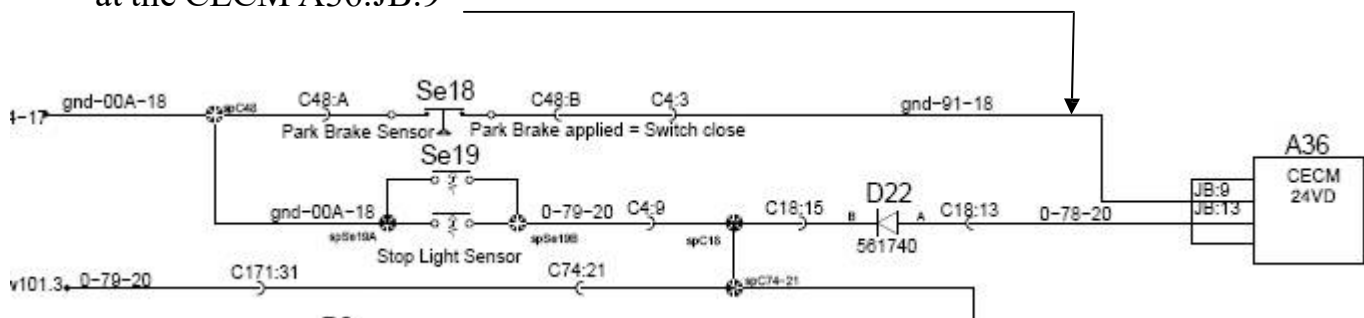 at the CECM A36:JB:9
gnd-00A-18 spC48 C48:A Se18 C48:B C4:3 gnd-91-18
4-17
Park Brake Sensor Park Brake applied = Switch close
A36
CECM
24VD
JB:9
JB:13
Se19
gnd-00A-18 spSe19A spSe19B 0-79-20 C4:9 spC18 C18:15 B D22 A C18:13 0-78-20
561740
Stop Light Sensor
v101.3 0-79-20 C171:31 C74:21 spC74-21